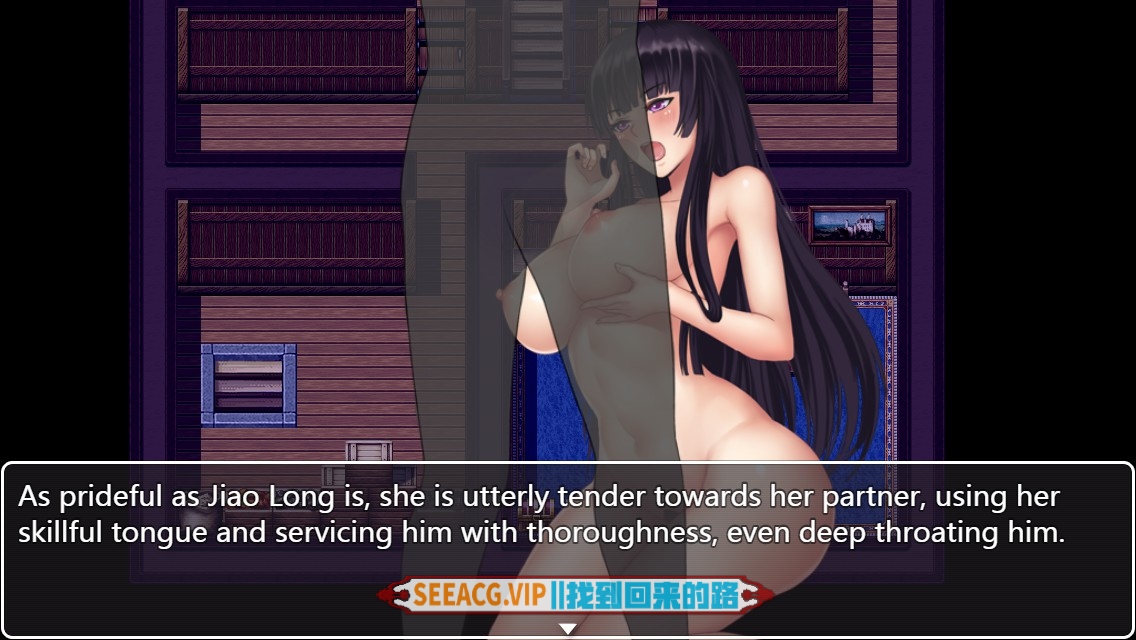 As prideful as Jiao Long is, she is utterly tender towards her partner, using her
skillful tongue and servicing him with thoroughness, even deep throating him.
SEEACG.VIP||找到回来的路